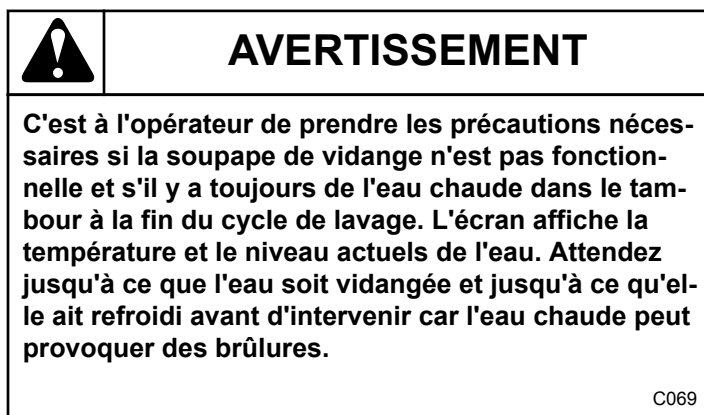 AVERTISSEMENT
C'est à l'opérateur de prendre les précautions néces-
saires si la soupape de vidange n'est pas fonction-
nelle et s'il y a toujours de l'eau chaude dans le tam-
bour à la fin du cycle de lavage. L'écran affiche la
température et le niveau actuels de l'eau. Attendez
jusqu'à ce que l'eau soit vidangée et jusqu'à ce qu'el-
le ait refroidi avant d'intervenir car l'eau chaude peut
provoquer des brûlures.
C069